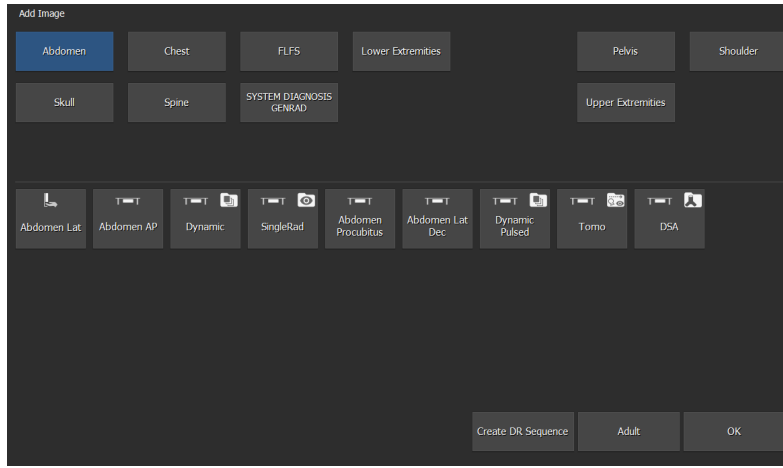 Add Image
Abdomen
Chest
FLFS
Lower Extremities
Pelvis
Shoulder
Skull
Spine
SYSTEM DIAGNOSIS
GENRAD
Upper Extremities
Abdomen Lat
Abdomen AP
Dynamic
SingleRad
Abdomen
Procubitus
Abdomen Lat
Dec
Dynamic
Pulsed
Tomo
DSA
Create DR Sequence
Adult
OK